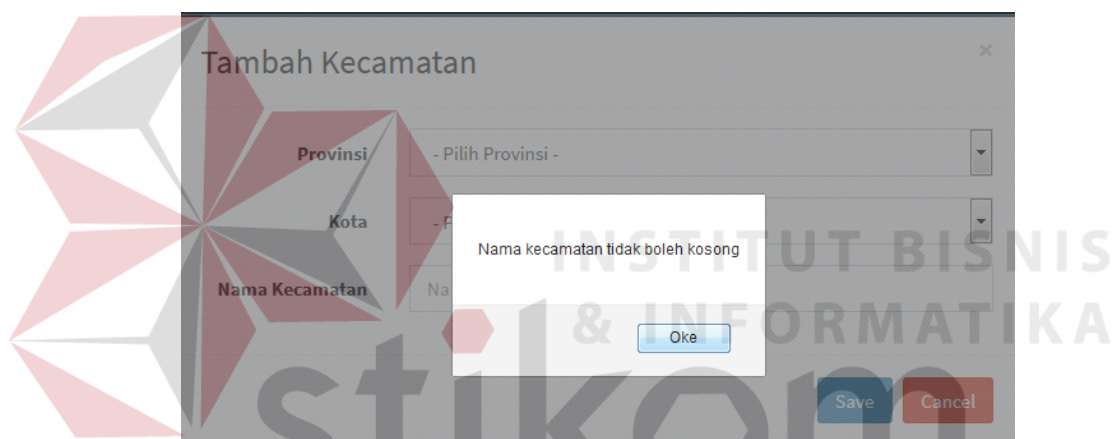 Tambah Kecamatan
×
Provinsi
- Pilih Provinsi -
Kota
- P
Nama kecamatan tidak boleh kosong
Nama Kecamatan
Na
Oke
Save
Cancel
INSTITUT BISNIS
& INFORMATIKA
stikom